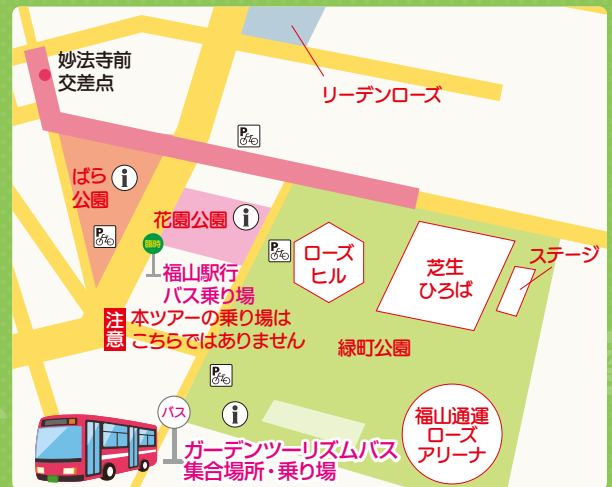 妙法寺前
交差点
リーデンローズ
P
ばら
公園
i
花園公園
i
P
臨時
P
ローズ
ヒル
芝生
ひろば
ステージ
福山駅行
バス乗り場
注意
本ツアーの乗り場は
こちらではありません
緑町公園
P
バス
i
福山通運
ローズ
アリーナ
ガーデンツーリズムバス
集合場所・乗り場